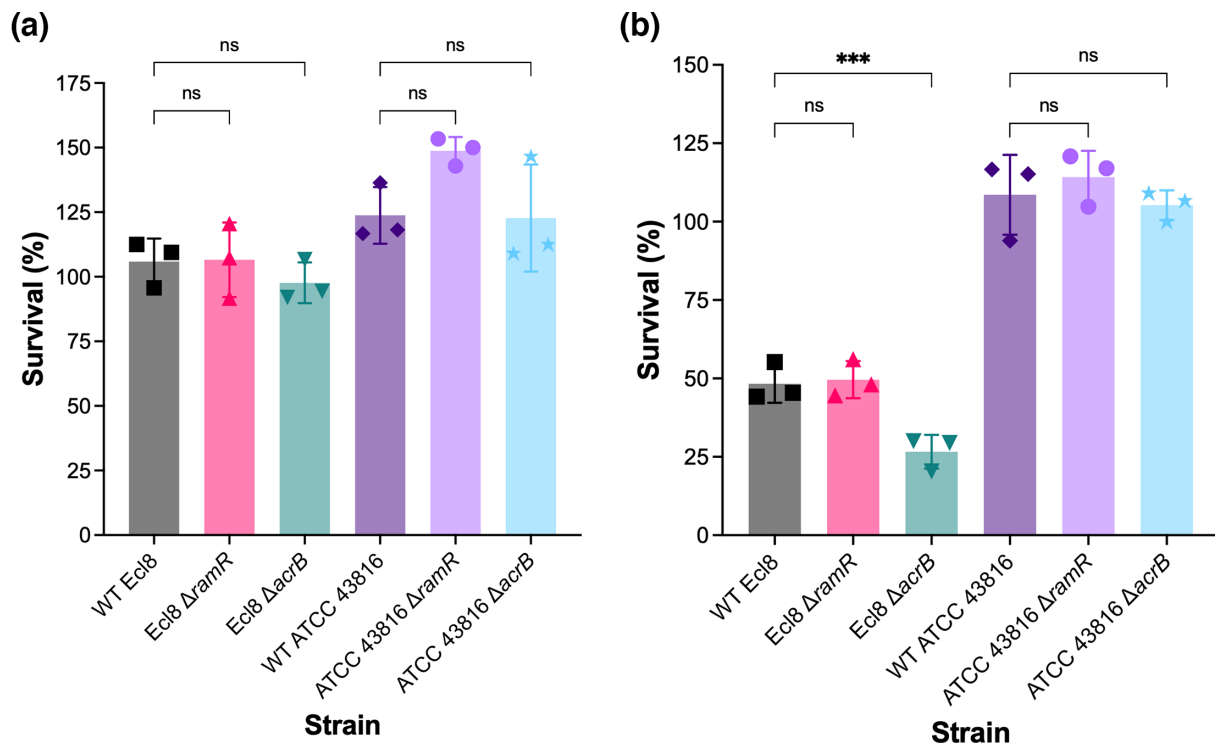 (a)
ns
ns
ns
ns
175
150
125
100
75
50
25
0
Survival (%)
WT Ecl8
Ecl8 ΔramR
Ecl8 ΔacrB
WT ATCC 43816
ATCC 43816 ΔramR
ATCC 43816 ΔacrB
Strain
(b)
***
ns
ns
ns
150
125
100
75
50
25
0
Survival (%)
WT Ecl8
Ecl8 ΔramR
Ecl8 ΔacrB
WT ATCC 43816
ATCC 43816 ΔramR
ATCC 43816 ΔacrB
Strain